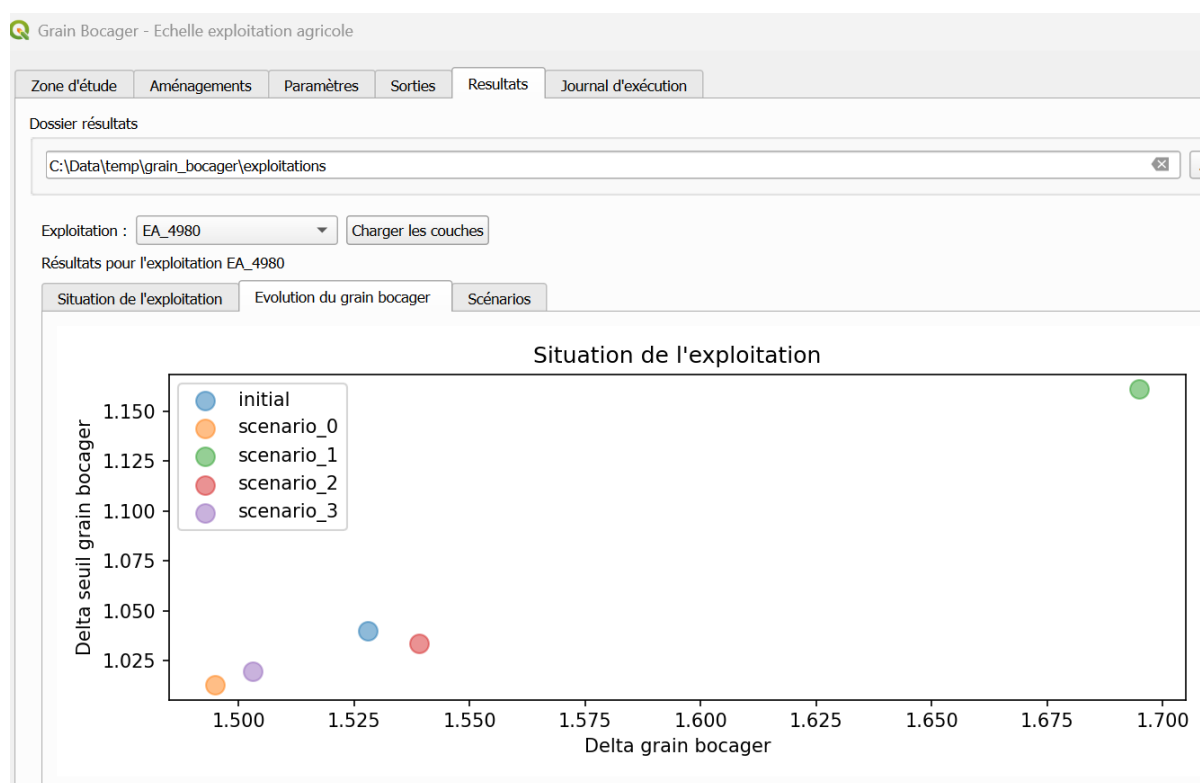 Grain Bocager - Echelle exploitation agricole
Zone d'étude Aménagements Paramètres Sorties Resultats Journal d'exécution
Dossier résultats
C:\Data\temp\grain_bocager\exploitations
Exploitation : EA_4980 Charger les couches
Résultats pour l'exploitation EA_4980
Situation de l'exploitation Evolution du grain bocager Scénarios
Situation de l'exploitation
initial
scenario_0
scenario_1
scenario_2
scenario_3
Delta seuil grain bocager
1.150
1.125
1.100
1.075
1.050
1.025
1.500 1.525 1.550 1.575 1.600 1.625 1.650 1.675 1.700
Delta grain bocager